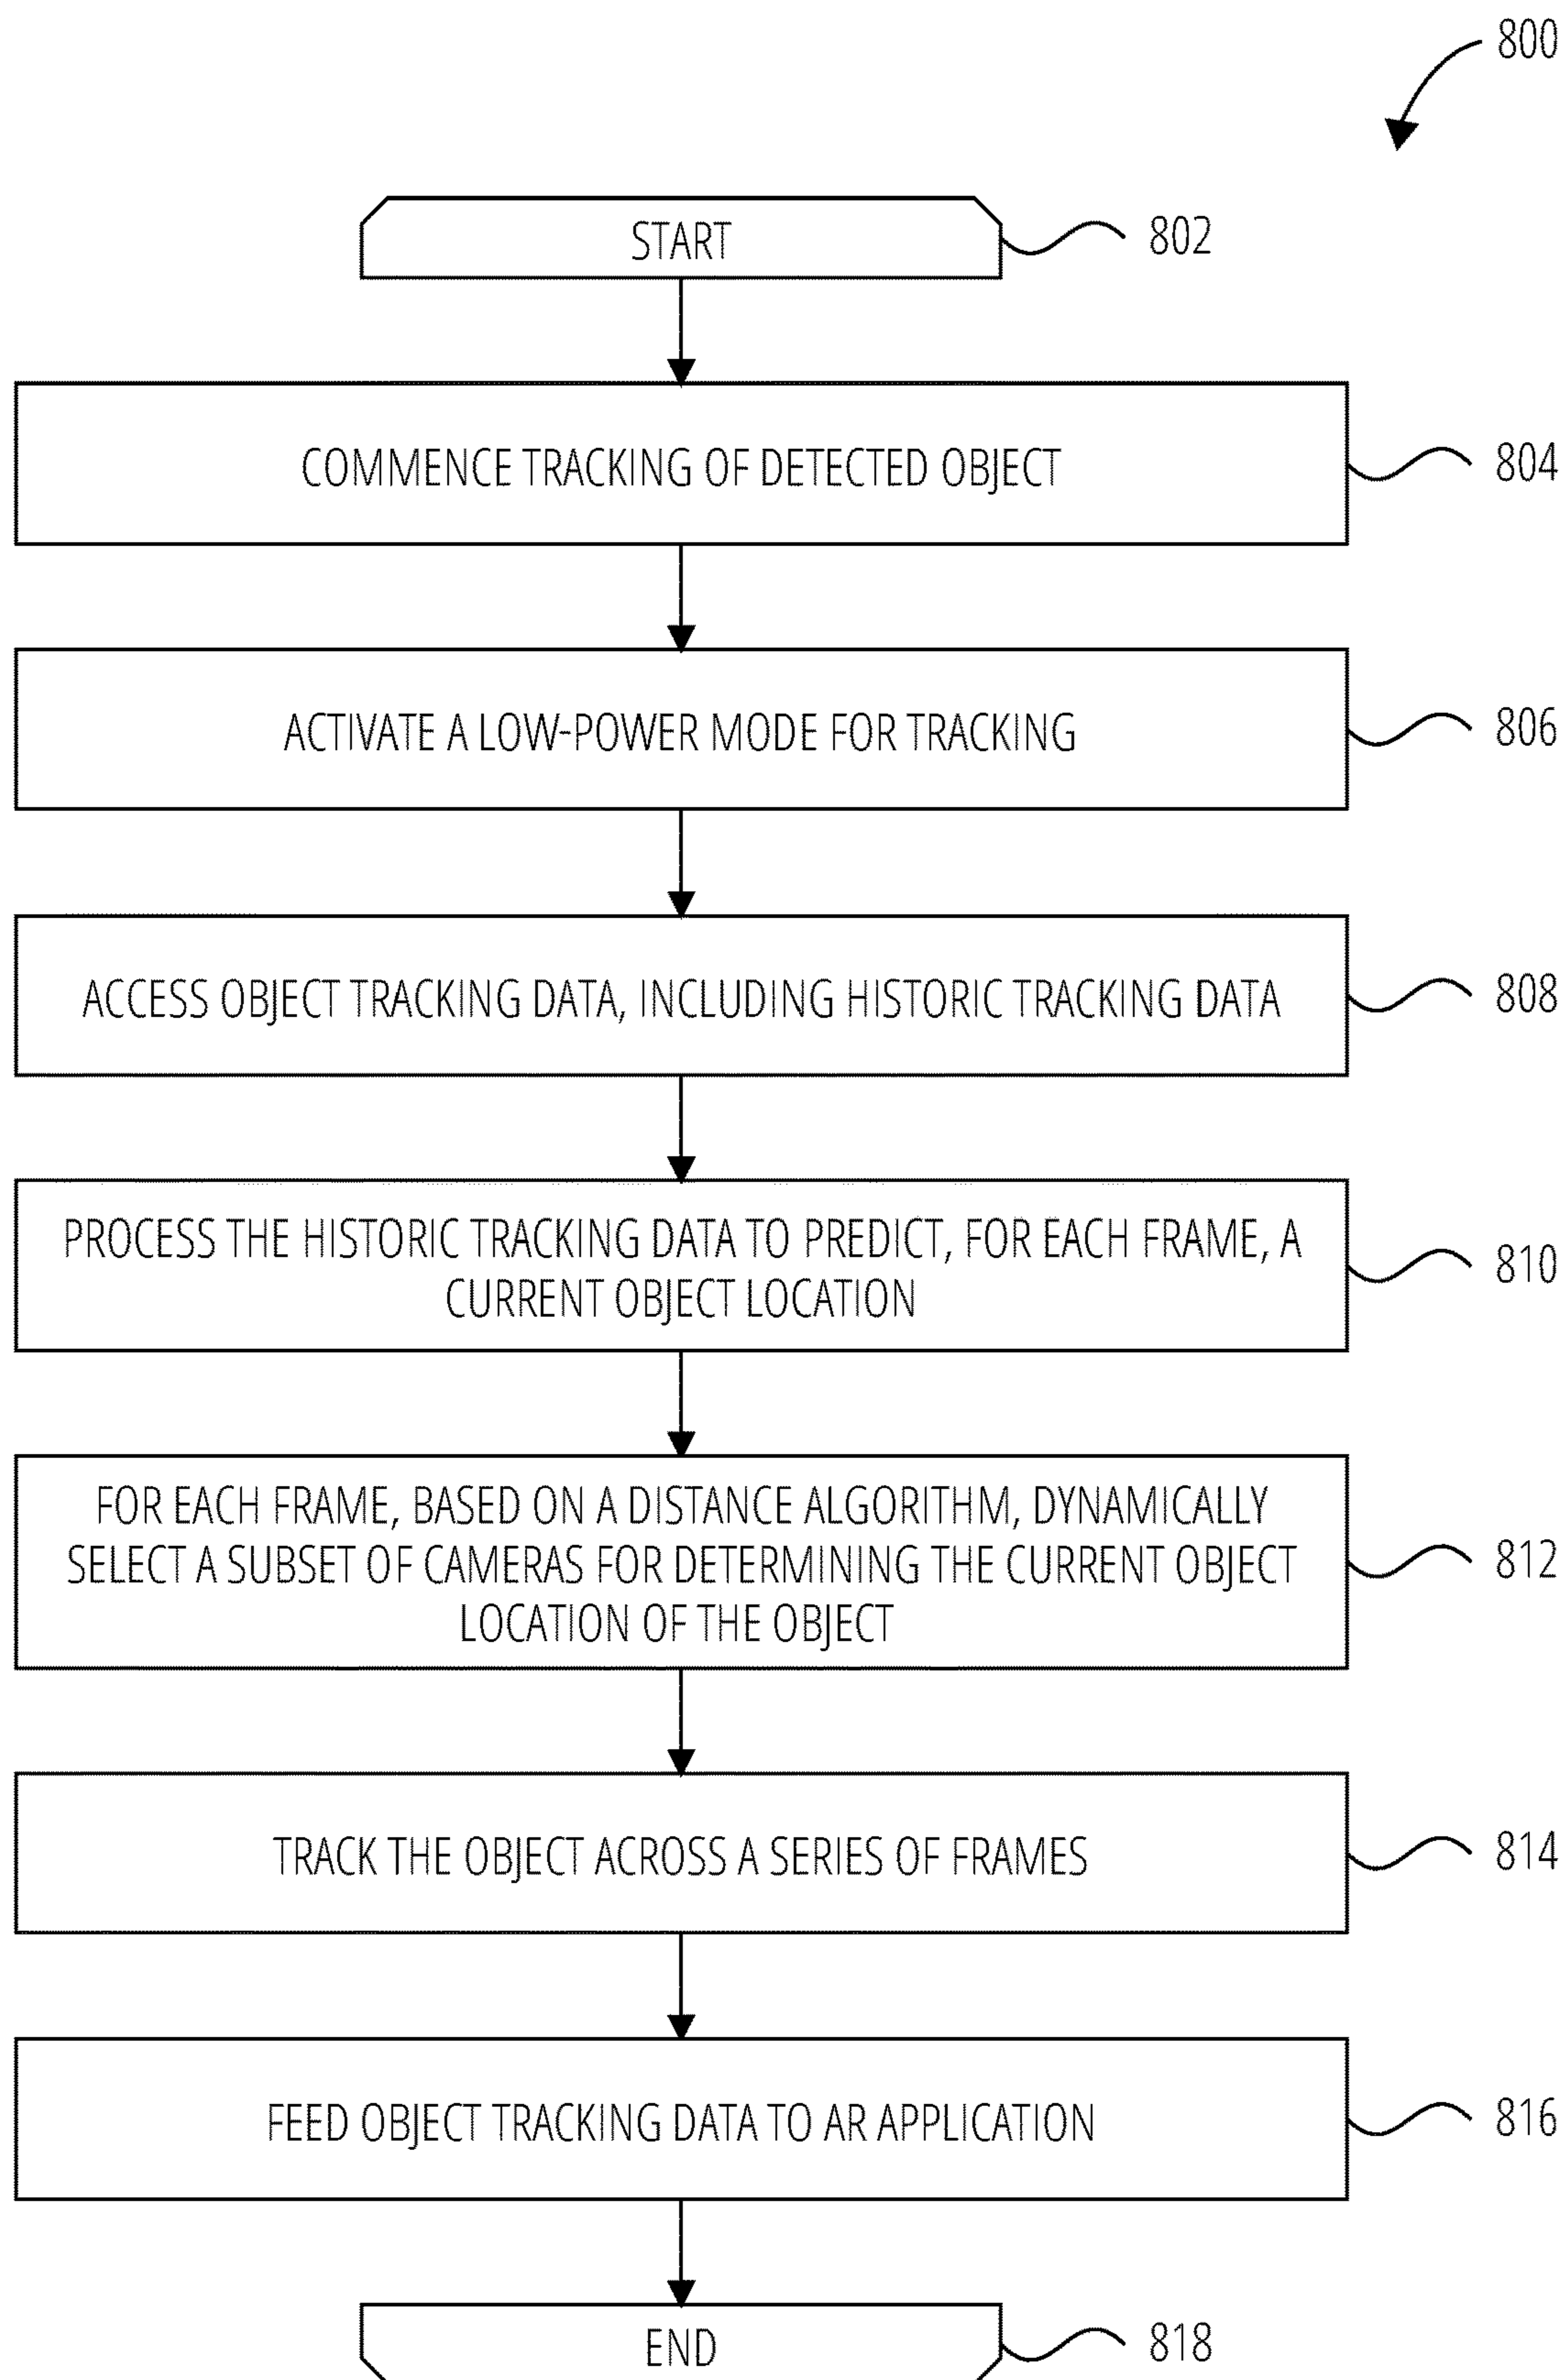 800
START
802
COMMENCE TRACKING OF DETECTED OBJECT
804
ACTIVATE A LOW-POWER MODE FOR TRACKING
806
ACCESS OBJECT TRACKING DATA, INCLUDING HISTORIC TRACKING DATA
808
PROCESS THE HISTORIC TRACKING DATA TO PREDICT, FOR EACH FRAME, A
CURRENT OBJECT LOCATION
810
FOR EACH FRAME, BASED ON A DISTANCE ALGORITHM, DYNAMICALLY
SELECT A SUBSET OF CAMERAS FOR DETERMINING THE CURRENT OBJECT
LOCATION OF THE OBJECT
812
TRACK THE OBJECT ACROSS A SERIES OF FRAMES
814
FEED OBJECT TRACKING DATA TO AR APPLICATION
816
END
818